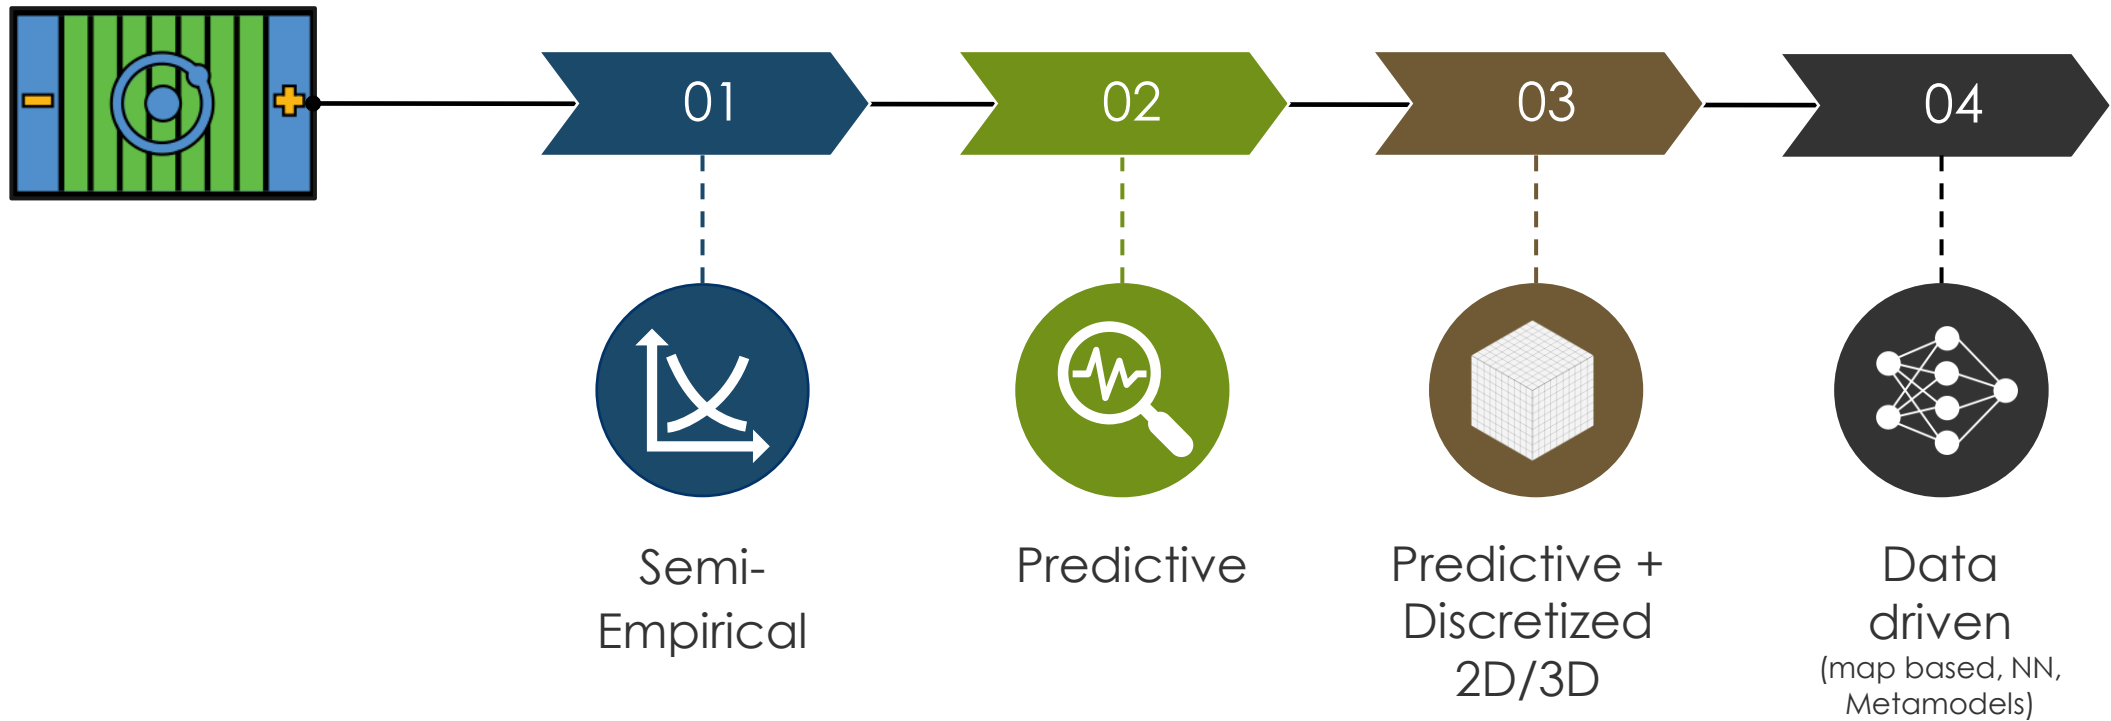 01
02
03
04
Semi-
Empirical
Predictive
Predictive +
Discretized
2D/3D
Data
driven
(map based, NN,
Metamodels)